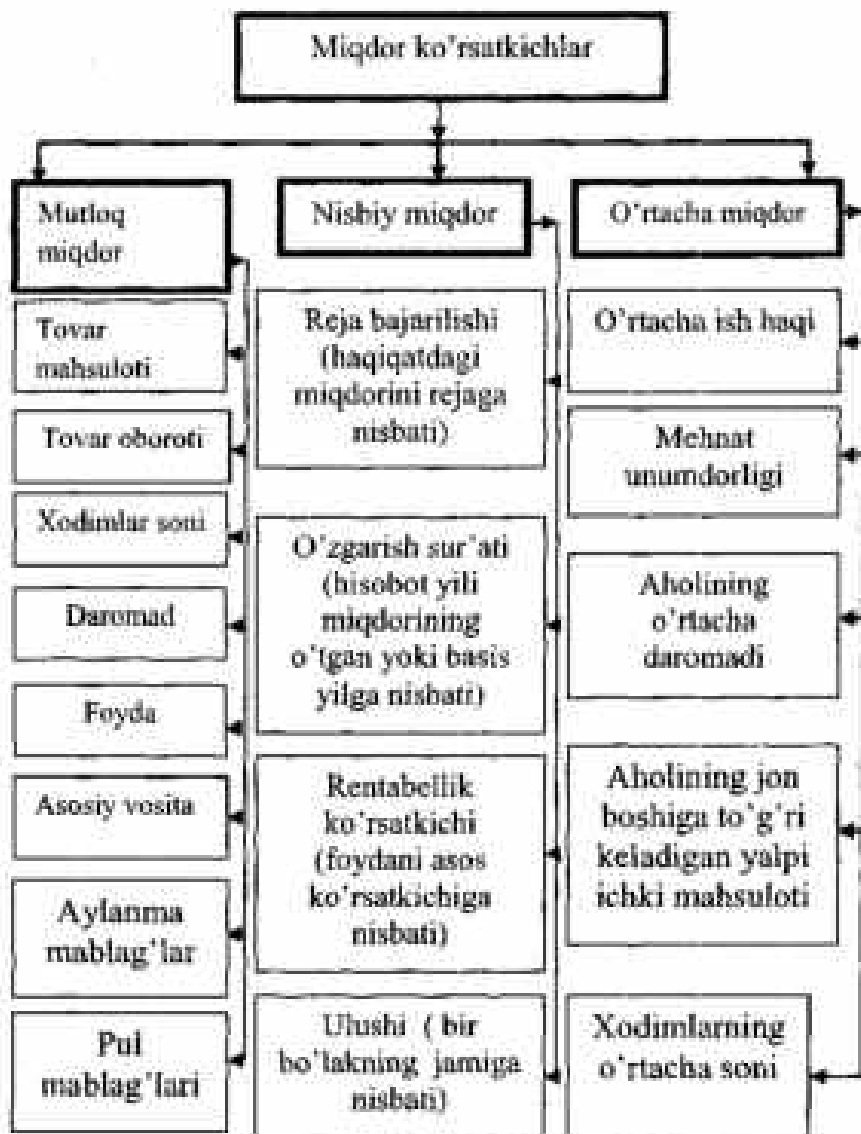 Miqdor ko'rsatkichlar
Mutloq
miqdor
Tovar
mahsuloti
Tovar oboroti
Xodimlar soni
Daromad
Foyda
Asosiy vosita
Aylanma
mablag'lar
Pul
mablag'lari
Nisbiy miqdor
Reja bajarilishi
(haqiqatdagi
miqdorini rejaga
nisbati)
O'zgarish sur'ati
(hisobot yili
miqdorining
o'tgan yoki basis
yilga nisbati)
Rentabellik
ko'rsatkichi
(foydani asos
ko'rsatkichiga
nisbati)
Ulushi ( bir
bo'lakning jamiga
nisbati)
O'rtacha miqdor
O'rtacha ish haqi
Mehnat
unumdorligi
Aholining
o'rtacha
daromadi
Aholining jon
boshiga to'g'ri
keladigan yalpi
ichki mahsuloti
Xodimlarning
o'rtacha soni